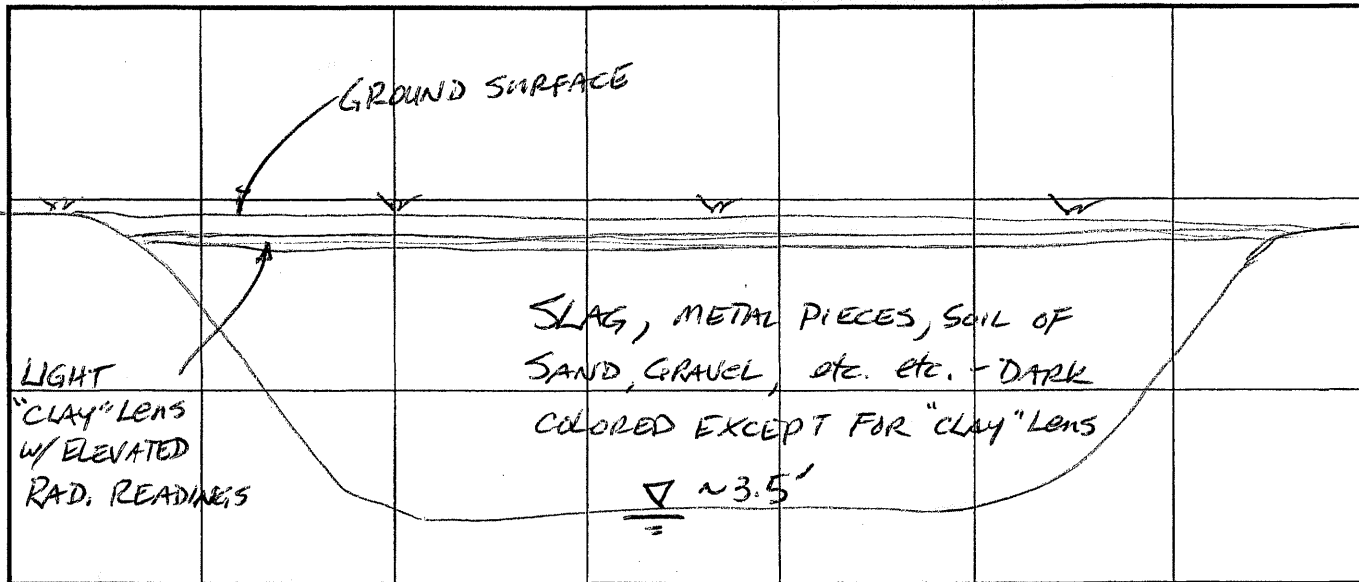 GROUND SURFACE
SLAG, METAL PIECES, SOIL OF
SAND, GRAVEL, etc. etc. - DARK
COLORED EXCEPT FOR "CLAY" Lens
LIGHT
"CLAY" Lens
W/ ELEVATED
RAD. READINGS
~3.5'